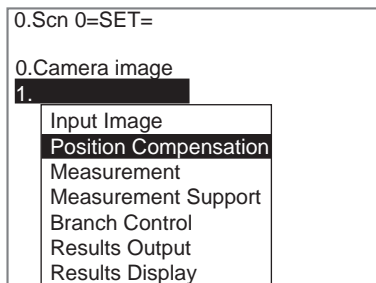 0.Scn 0=SET=
0.Camera image
1.
Input Image
Position Compensation
Measurement
Measurement Support
Branch Control
Results Output
Results Display